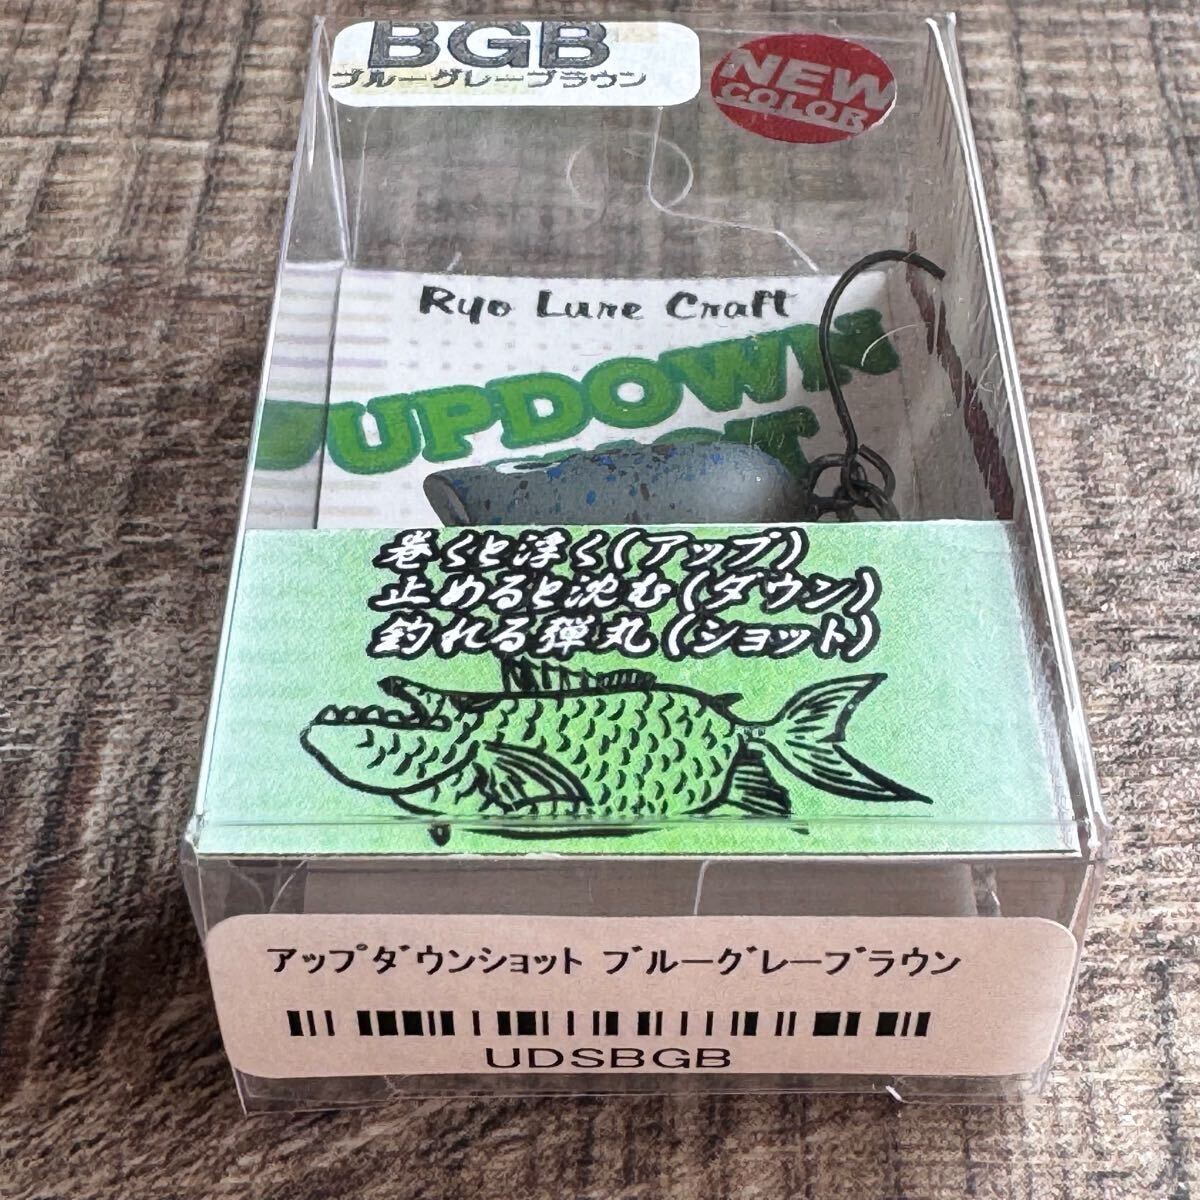 BGB
ブルーグレーブラウン
NEW
COLOR
Ryo Lure Craft
UPDOWN
巻くと浮く(アップ)
止めると沈む(ダウン)
釣れる弾丸(ショット)
アップダウンショット ブルーグレーブラウン
UDSBGB